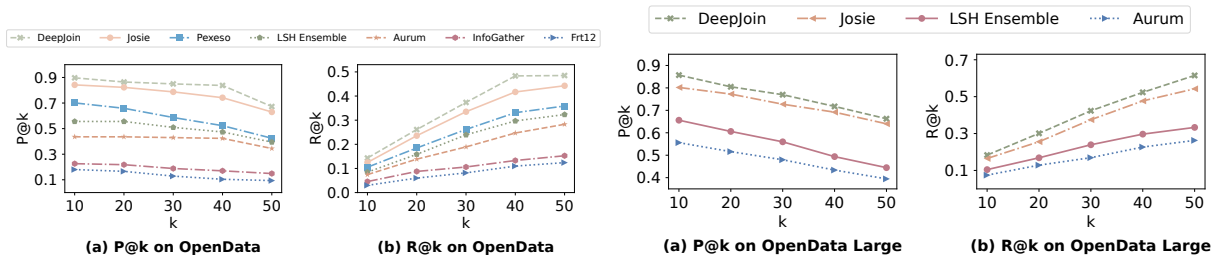 DeepJoin Josie Pexeso LSH Ensemble Aurum InfoGather Frt12
P@k
0.9
0.7
0.5
0.3
0.1
10 20 30 40 50
k
(a) P@k on OpenData
R@k
0.5
0.4
0.3
0.2
0.1
0.0
10 20 30 40 50
k
(b) R@k on OpenData
DeepJoin Josie LSH Ensemble Aurum
P@k
0.9
0.8
0.7
0.6
0.5
0.4
10 20 30 40 50
k
(a) P@k on OpenData Large
R@k
0.7
0.5
0.3
0.1
10 20 30 40 50
k
(b) R@k on OpenData Large